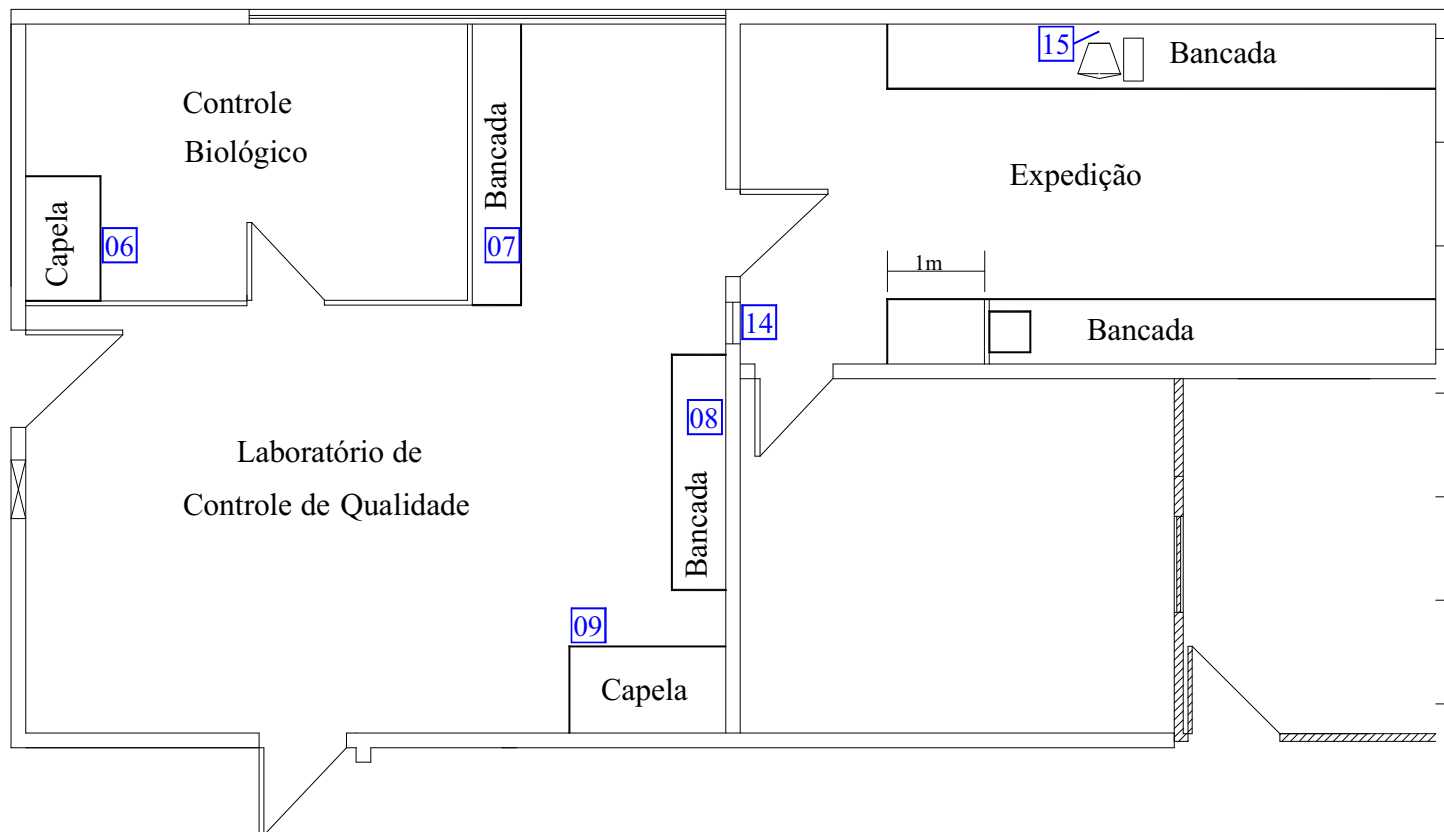 15
Bancada
Controle
Biológico
Bancada
Expedição
Capela
06
07
1m
14
Bancada
08
Laboratório de
Controle de Qualidade
Bancada
09
Capela